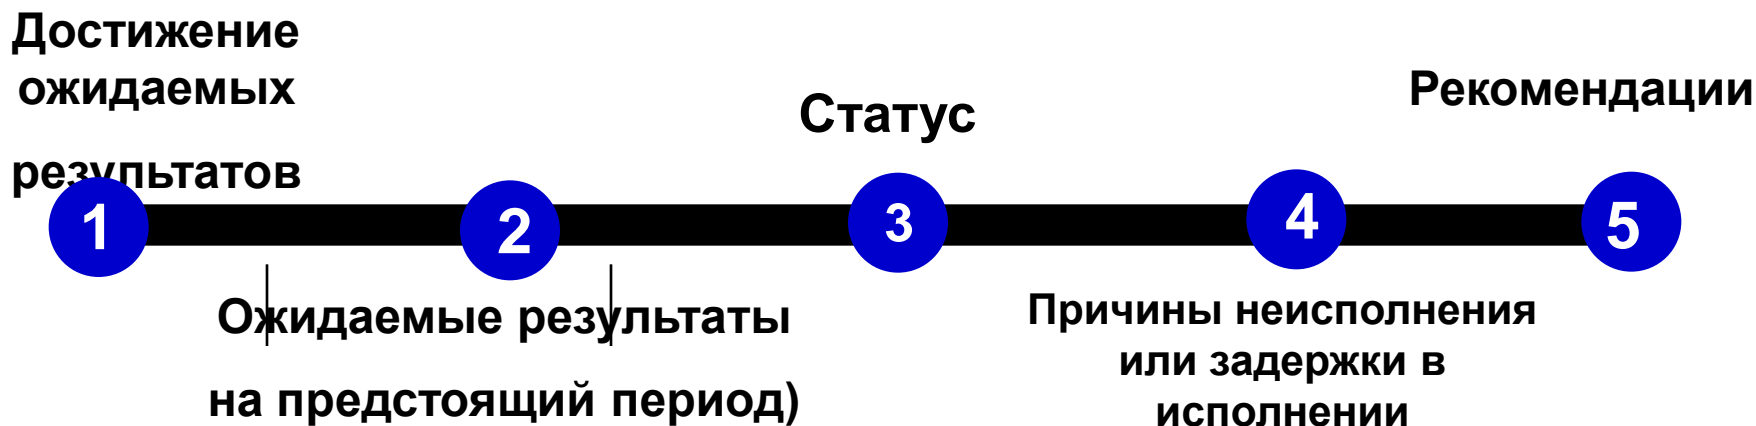 Достижение
ожидаемых
результатов
Статус
Рекомендации
1
2
3
4
5
Ожидаемые результаты
на предстоящий период)
Причины неисполнения
или задержки в
исполнении